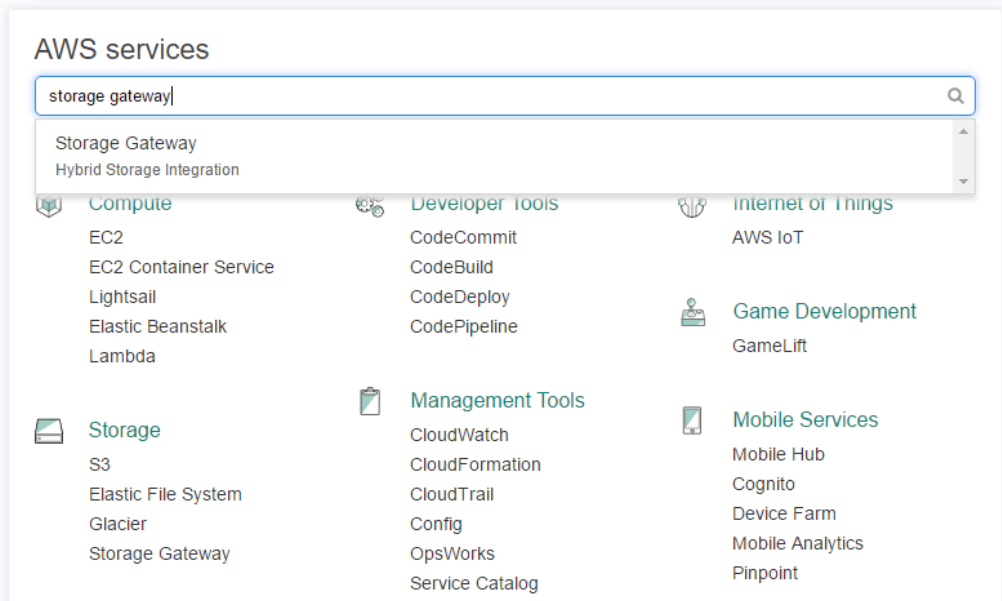 AWS services
storage gateway
Storage Gateway
Hybrid Storage Integration
Compute
EC2
EC2 Container Service
Lightsail
Elastic Beanstalk
Lambda
Storage
S3
Elastic File System
Glacier
Storage Gateway
Developer Tools
CodeCommit
CodeBuild
CodeDeploy
CodePipeline
Management Tools
CloudWatch
CloudFormation
CloudTrail
Config
OpsWorks
Service Catalog
Internet of Things
AWS IoT
Game Development
GameLift
Mobile Services
Mobile Hub
Cognito
Device Farm
Mobile Analytics
Pinpoint